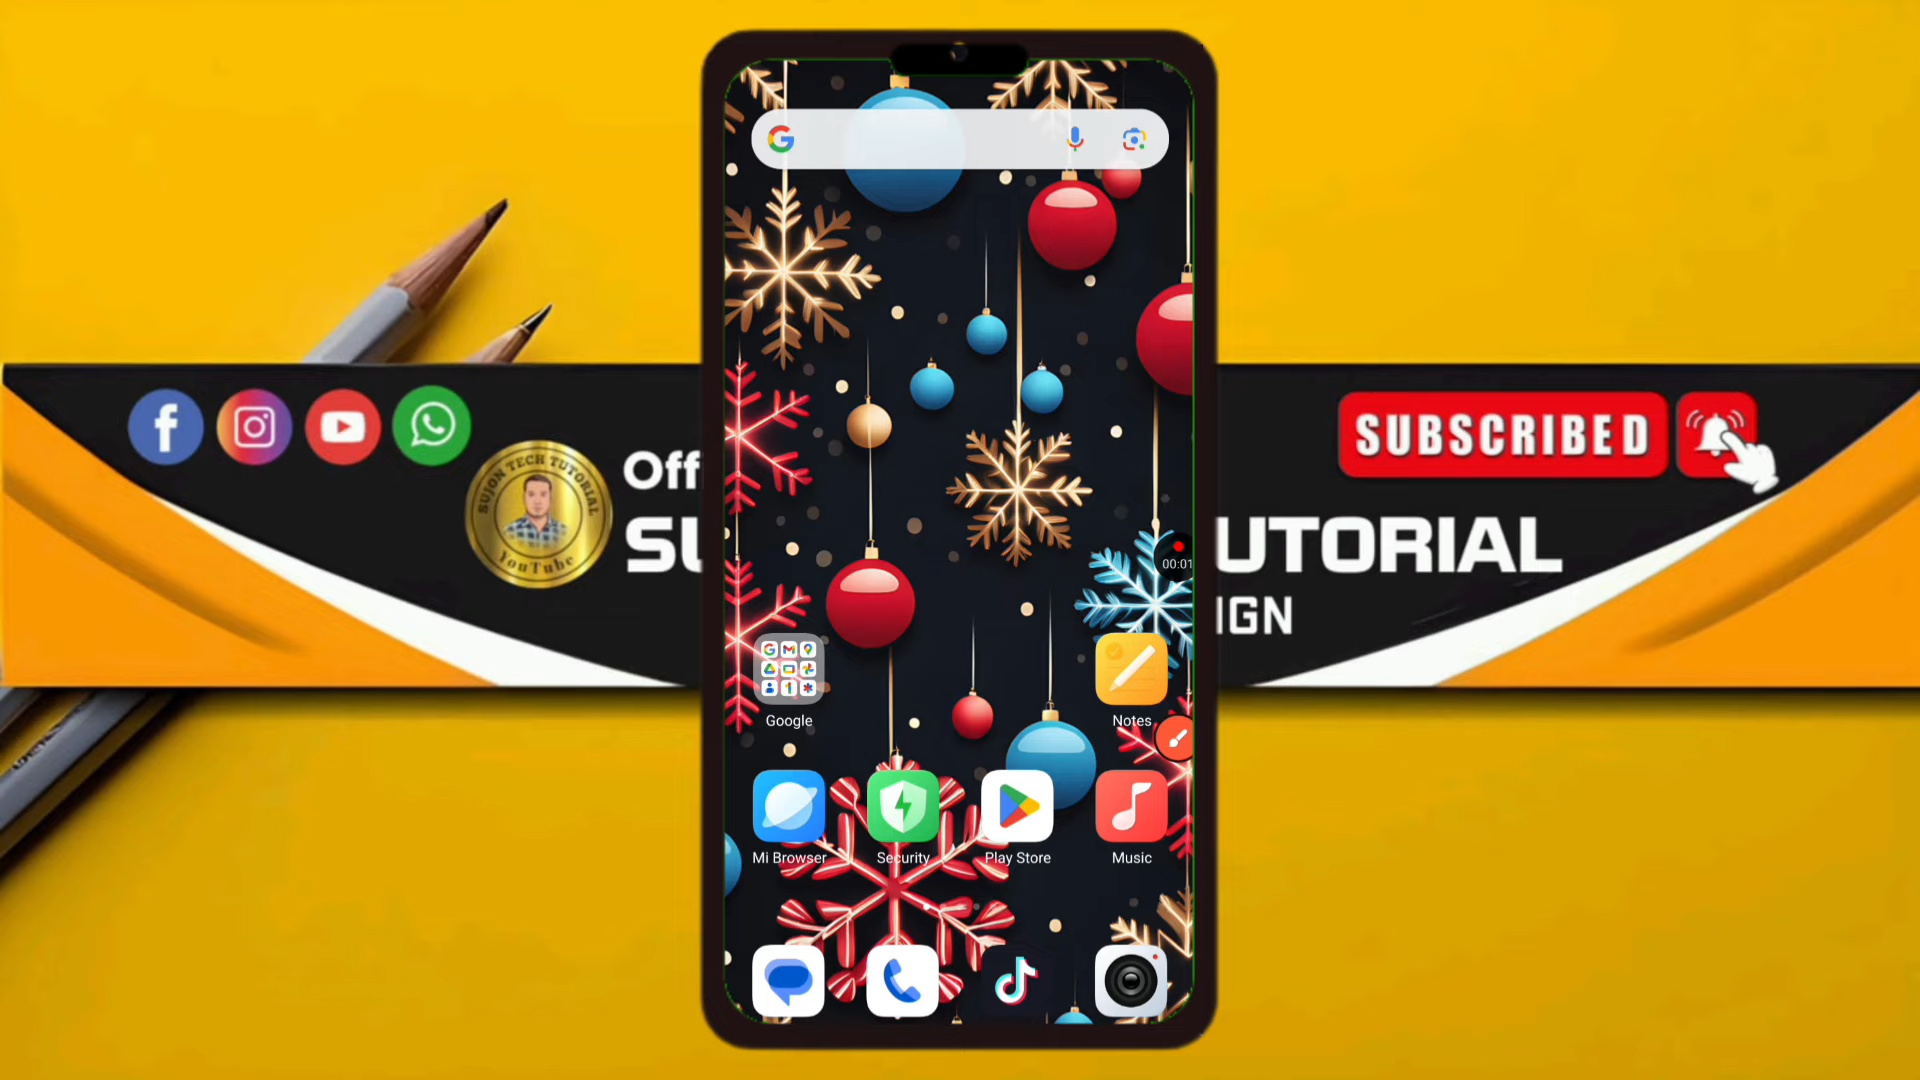 SUJON TECH TUTORIAL
YouTube
Off
SU
UTORIAL
IGN
SUBSCRIBED
00:01
Google
Notes
Mi Browser
Security
Play Store
Music